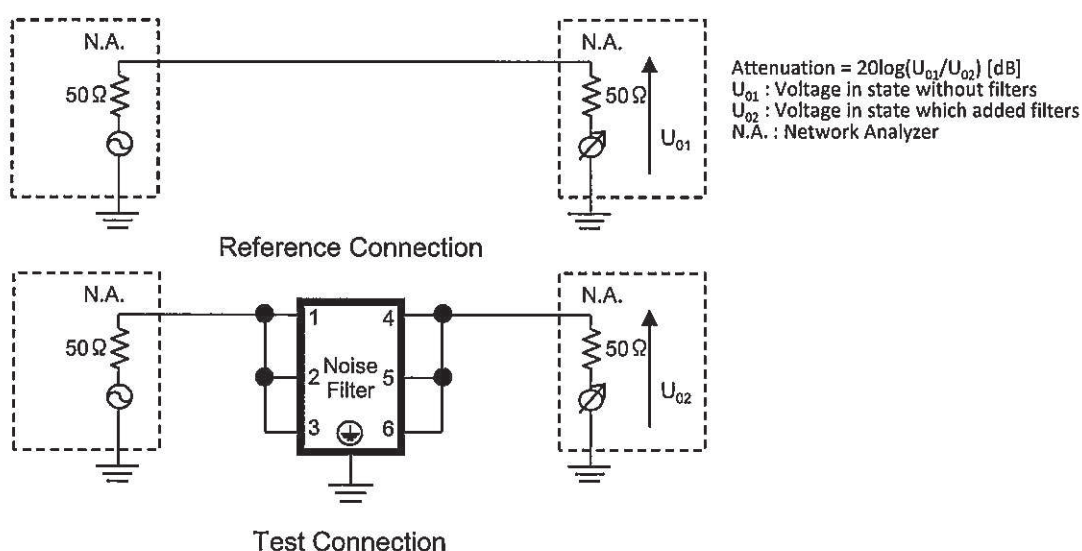 N.A.
50Ω
N.A.
50Ω
U01
Attenuation = 20log(U01/U02) [dB]
U01 : Voltage in state without filters
U02 : Voltage in state which added filters
N.A. : Network Analyzer
Reference Connection
N.A.
50Ω
1
2
3
Noise
Filter
4
5
6
N.A.
50Ω
U02
Test Connection